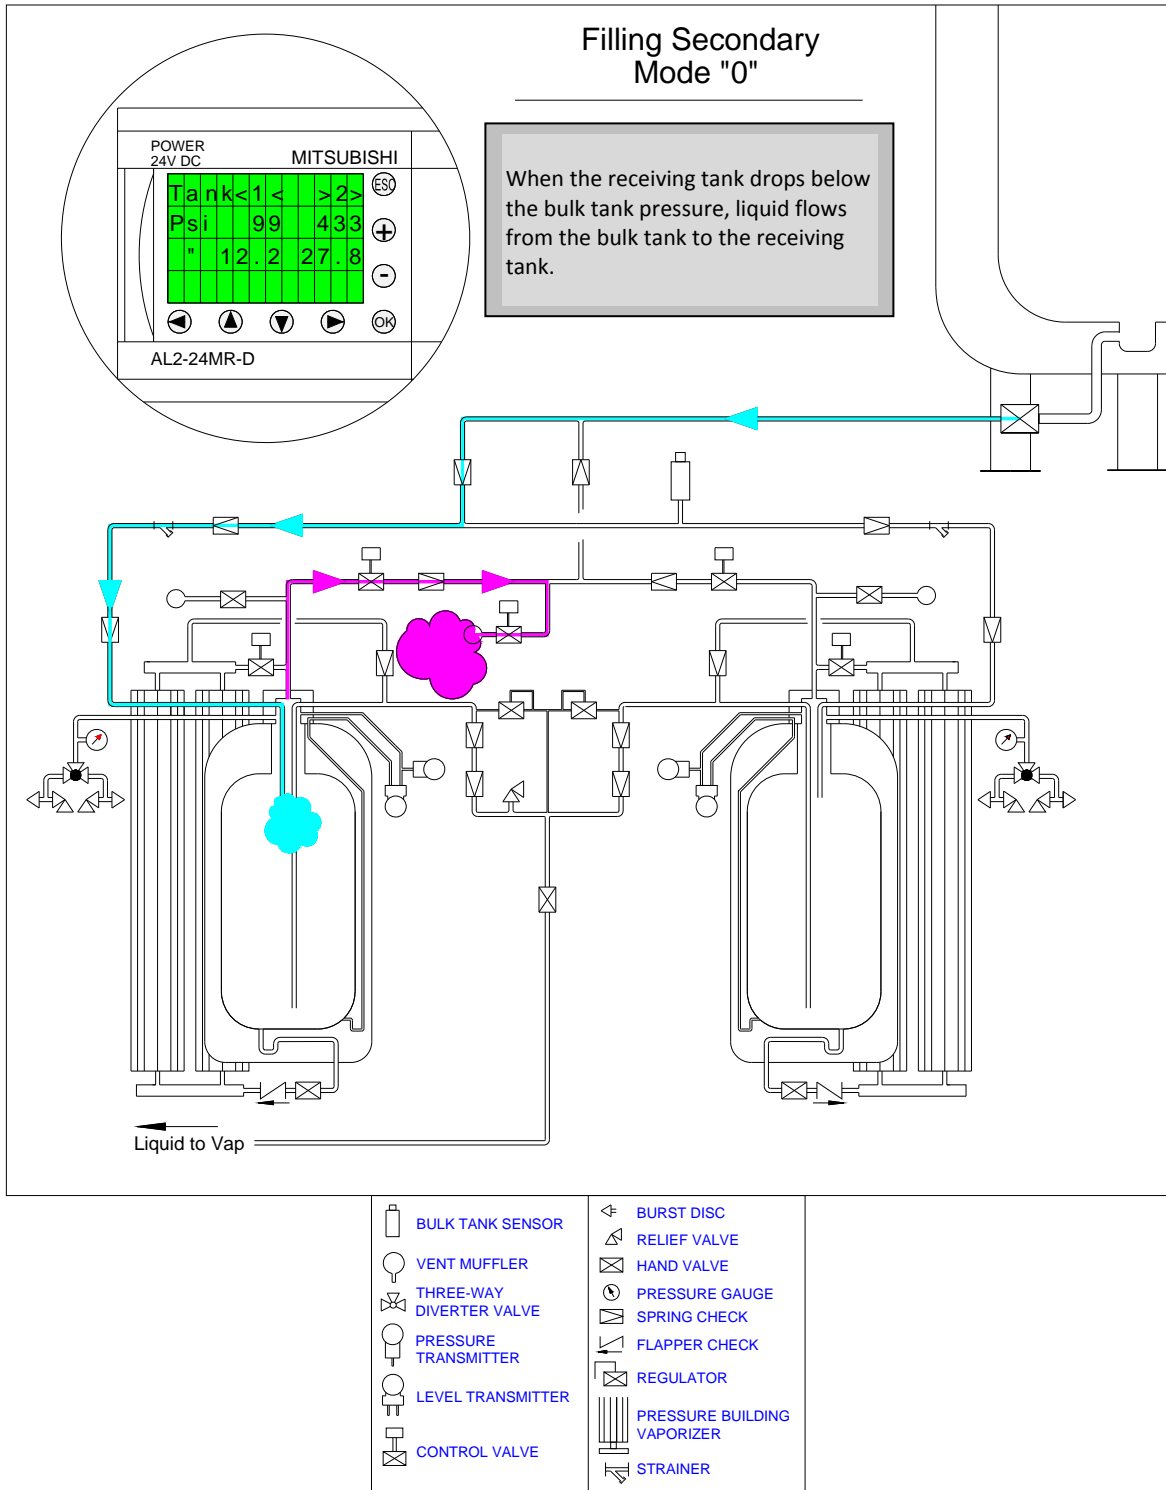 Filling Secondary
Mode "0"
POWER
24V DC
MITSUBISHI
Tank<1< >2>
Psi 99 433
" 12.2 27.8
ESC
+
-
OK
AL2-24MR-D
When the receiving tank drops below
the bulk tank pressure, liquid flows
from the bulk tank to the receiving
tank.
Liquid to Vap
BULK TANK SENSOR
VENT MUFFLER
THREE-WAY
DIVERTER VALVE
PRESSURE
TRANSMITTER
LEVEL TRANSMITTER
CONTROL VALVE
BURST DISC
RELIEF VALVE
HAND VALVE
PRESSURE GAUGE
SPRING CHECK
FLAPPER CHECK
REGULATOR
PRESSURE BUILDING
VAPORIZER
STRAINER